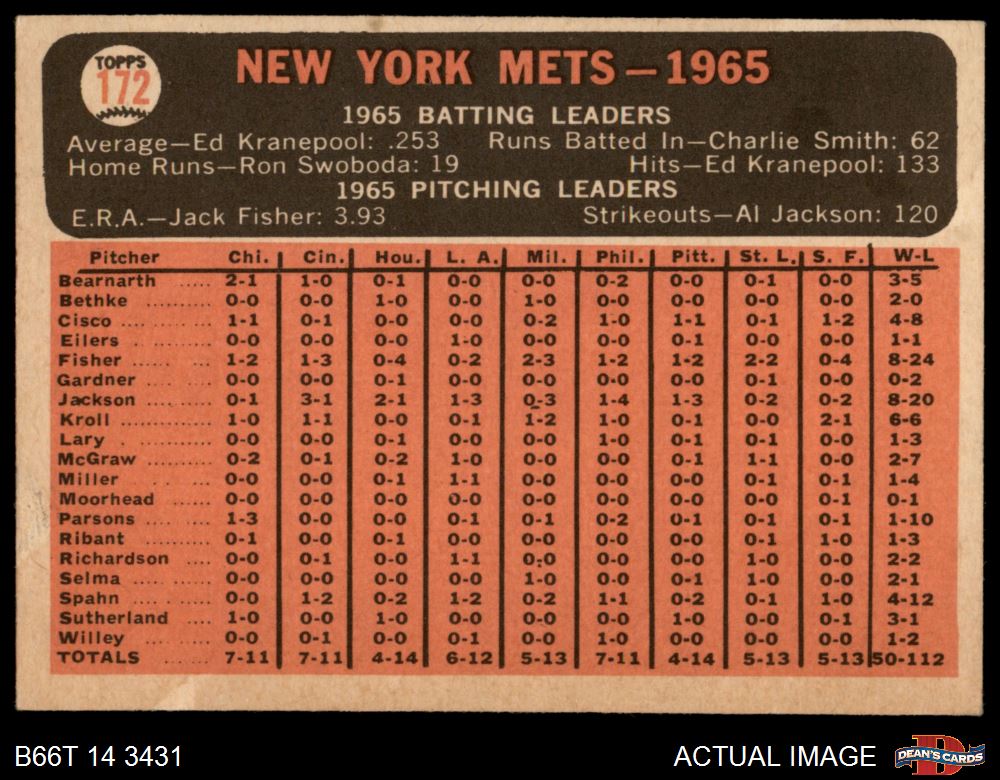 TOPPS
172
NEW YORK METS—1965
1965 BATTING LEADERS
Average—Ed Kranepool: .253 Runs Batted In—Charlie Smith: 62
Home Runs—Ron Swoboda: 19 Hits—Ed Kranepool: 133
1965 PITCHING LEADERS
E.R.A.—Jack Fisher: 3.93 Strikeouts—Al Jackson: 120
Pitcher Chi. Cin. Hou. L. A. Mil. Phil. Pitt. St. L. S. F. W-L
Bearnarth ..... 2-1 1-0 0-1 0-0 0-0 0-2 0-0 0-1 0-0 3-5
Bethke .......... 0-0 0-0 1-0 0-0 1-0 0-0 0-0 0-0 0-0 2-0
Cisco .... ........ 1-1 0-1 0-0 0-0 0-2 1-0 1-1 0-1 1-2 4-8
Eilers ...... ...... 0-0 0-0 0-0 1-0 0-0 0-0 0-1 0-0 0-0 1-1
Fisher .... ...... 1-2 1-3 0-4 0-2 2-3 1-2 1-2 2-2 0-4 8-24
Gardner .... .... 0-0 0-0 0-1 0-0 0-0 0-0 0-0 0-1 0-0 0-2
Jackson .......... 0-1 3-1 2-1 1-3 0-3 1-4 1-3 0-2 0-2 8-20
Kroll .............. 1-0 1-1 0-0 0-1 1-2 1-0 0-1 0-0 2-1 6-6
Lary . ............ 0-0 0-0 0-1 0-0 0-0 1-0 0-1 0-1 0-0 1-3
McGraw .......... 0-2 0-1 0-2 1-0 0-0 0-0 0-1 1-1 0-0 2-7
Miller .... ...... 0-0 0-0 0-1 1-1 0-0 0-0 0-0 0-1 0-1 1-4
Moorhead .... 0-0 0-0 0-0 0-0 0-0 0-0 0-0 0-0 0-1 0-1
Parsons .... .... 1-3 0-0 0-0 0-1 0-1 0-2 0-1 0-1 0-1 1-10
Ribant .... ...... 0-1 0-0 0-1 0-0 0-0 0-0 0-0 0-1 1-0 1-3
Richardson .... 0-0 0-1 0-0 1-1 0-0 0-0 0-0 1-0 0-0 2-2
Selma .... ...... 0-0 0-0 0-0 0-0 1-0 0-0 0-1 1-0 0-0 2-1
Spahn .... ...... 0-0 1-2 0-2 1-2 0-2 1-1 0-2 0-1 1-0 4-12
Sutherland .... 1-0 0-0 1-0 0-0 0-0 0-0 1-0 0-0 0-1 3-1
Willey .... ...... 0-0 0-1 0-0 0-1 0-0 1-0 0-0 0-0 0-0 1-2
TOTALS ...... 7-11 7-11 4-14 6-12 5-13 7-11 4-14 5-13 5-13 50-112
B66T 14 3431 ACTUAL IMAGE
DEAN'S CARDS